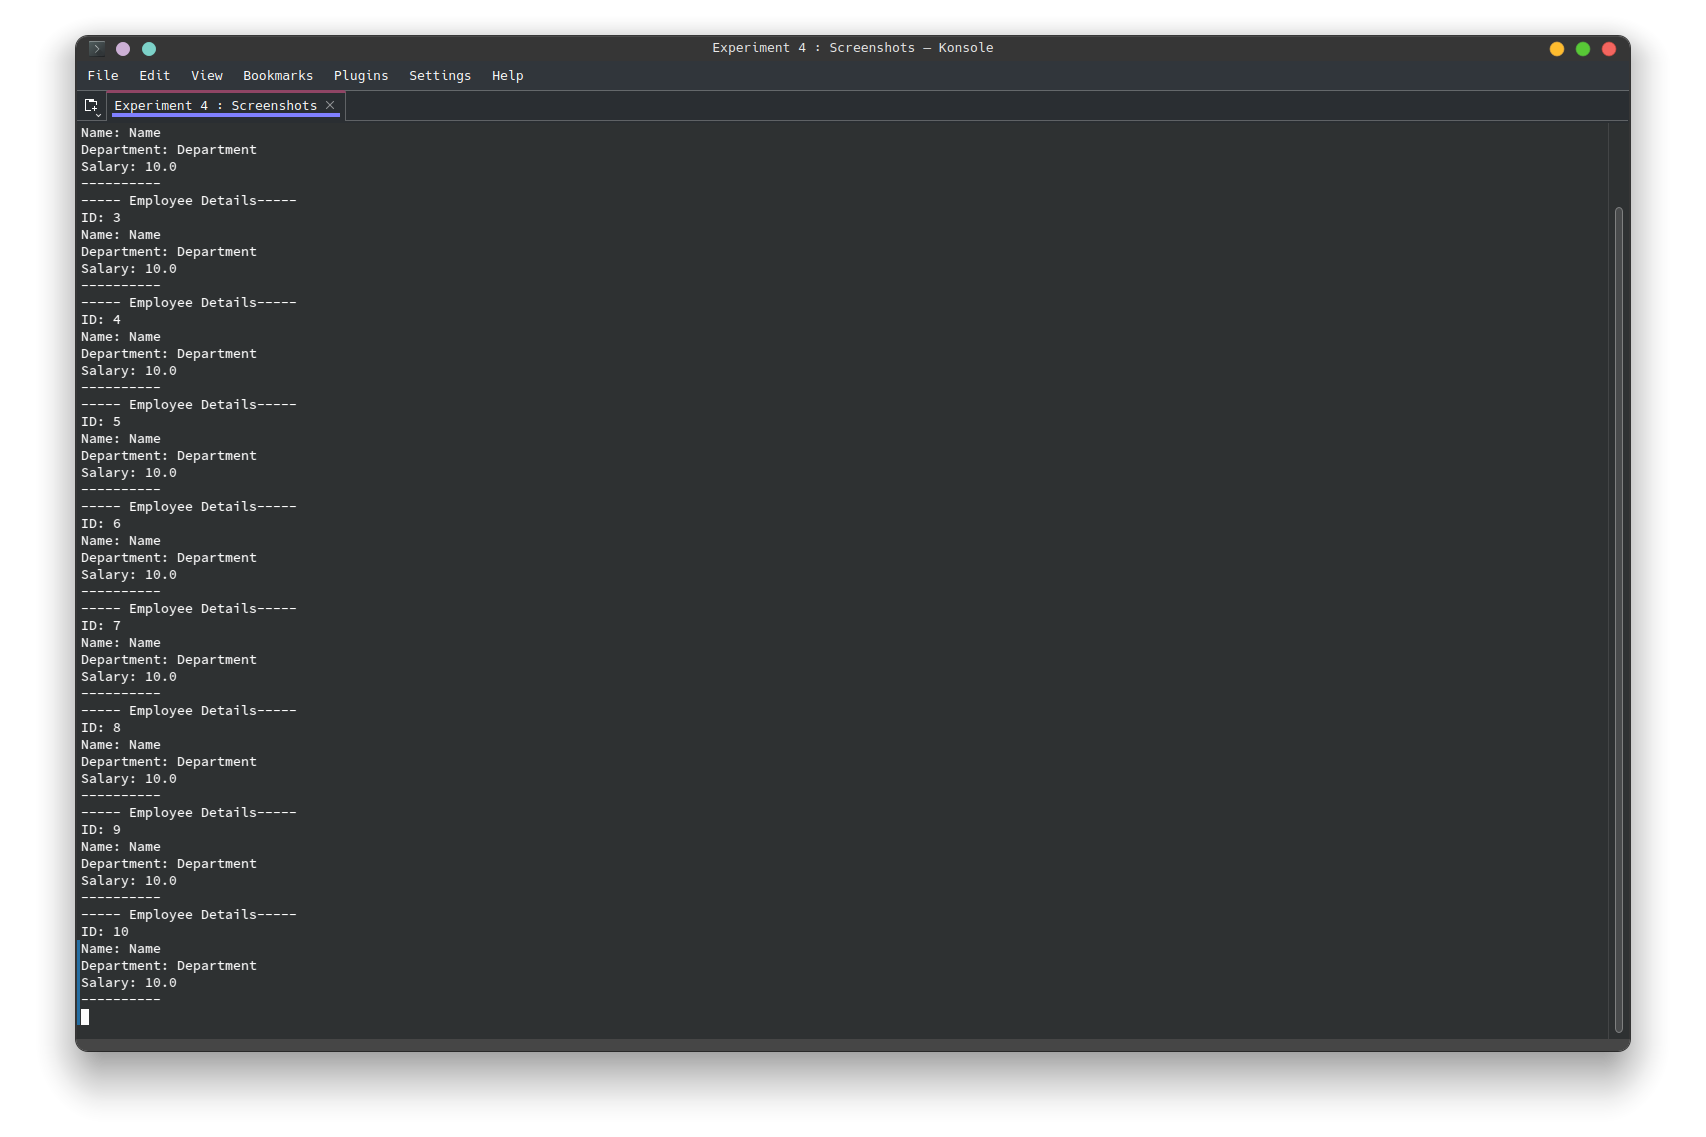 Experiment 4 : Screenshots — Konsole
File Edit View Bookmarks Plugins Settings Help
Experiment 4 : Screenshots
Name: Name
Department: Department
Salary: 10.0
----------
----- Employee Details-----
ID: 3
Name: Name
Department: Department
Salary: 10.0
----------
----- Employee Details-----
ID: 4
Name: Name
Department: Department
Salary: 10.0
----------
----- Employee Details-----
ID: 5
Name: Name
Department: Department
Salary: 10.0
----------
----- Employee Details-----
ID: 6
Name: Name
Department: Department
Salary: 10.0
----------
----- Employee Details-----
ID: 7
Name: Name
Department: Department
Salary: 10.0
----------
----- Employee Details-----
ID: 8
Name: Name
Department: Department
Salary: 10.0
----------
----- Employee Details-----
ID: 9
Name: Name
Department: Department
Salary: 10.0
----------
----- Employee Details-----
ID: 10
Name: Name
Department: Department
Salary: 10.0
----------